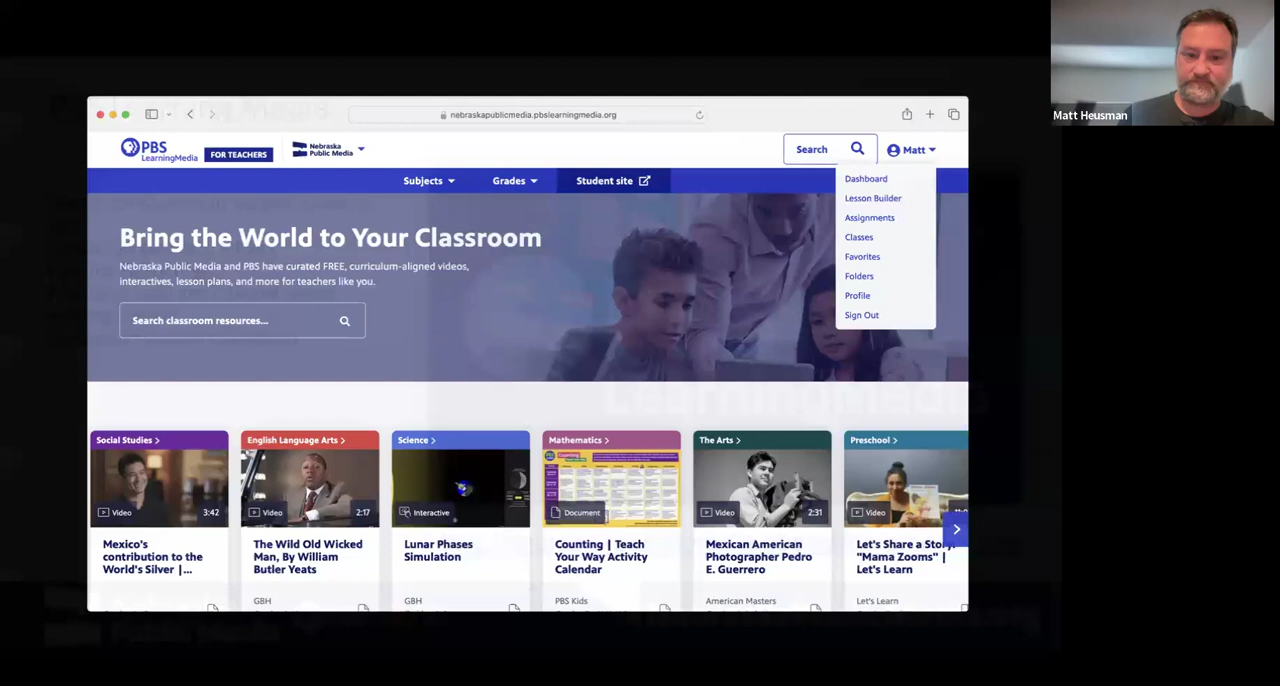 Matt Heusman
nebraskapublicmedia.pbslearningmedia.org
PBS
LearningMedia
FOR TEACHERS
Nebraska
Public Media
Search
Matt
Subjects
Grades
Student site
Dashboard
Lesson Builder
Assignments
Classes
Favorites
Folders
Profile
Sign Out
Bring the World to Your Classroom
Nebraska Public Media and PBS have curated FREE, curriculum-aligned videos,
interactives, lesson plans, and more for teachers like you.
Search classroom resources...
Social Studies >
Video
3:42
Mexico's
contribution to the
World's Silver |...
English Language Arts >
Video
2:17
The Wild Old Wicked
Man, By William
Butler Yeats
GBH
Science >
Interactive
Lunar Phases
Simulation
GBH
Mathematics >
Document
Counting | Teach
Your Way Activity
Calendar
PBS Kids
The Arts >
Video
2:31
Mexican American
Photographer Pedro
E. Guerrero
American Masters
Preschool >
Video
Let's Share a Story:
"Mama Zooms" |
Let's Learn
Let's Learn